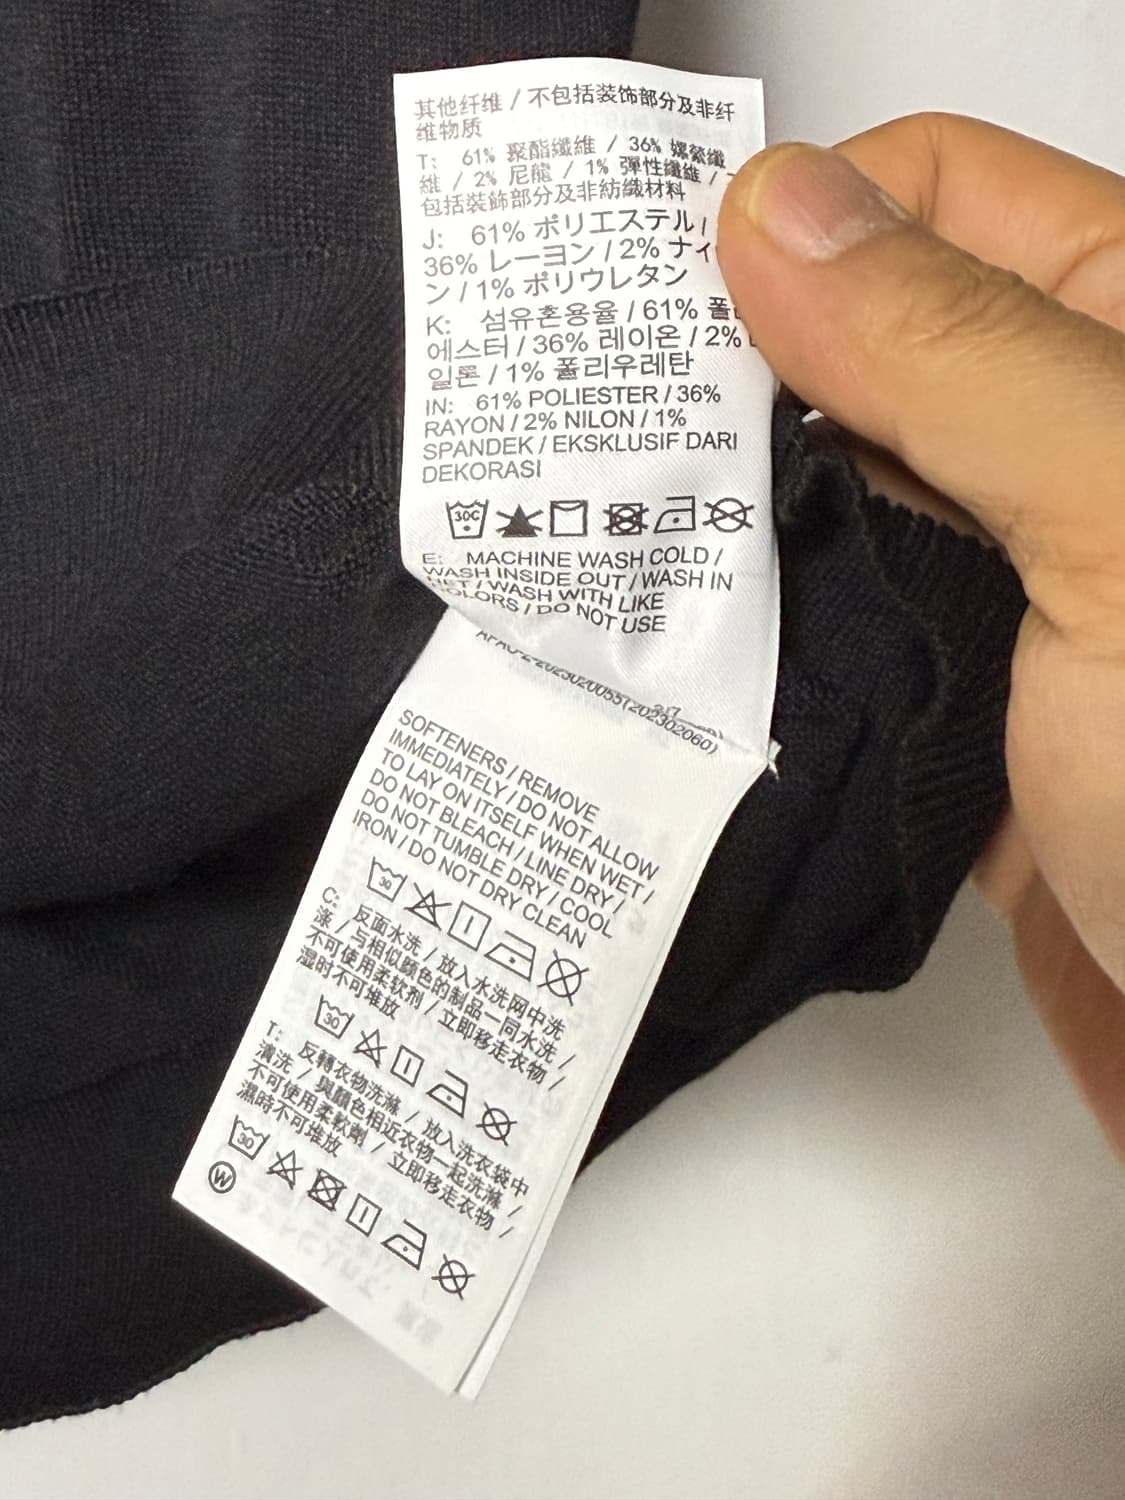 其他纤维 / 不包括装饰部分及非纤
维物质
T: 61% 聚酯纖維 / 36% 嫘縈纖
維 / 2% 尼龍 / 1% 彈性纖維 /
包括裝飾部分及非紡織材料
J: 61% ポリエステル /
36% レーヨン / 2% ナイ
ン / 1% ポリウレタン
K: 섬유혼용율 / 61% 폴리
에스터 / 36% 레이온 / 2%
일론 / 1% 폴리우레탄
IN: 61% POLIESTER / 36%
RAYON / 2% NILON / 1%
SPANDEK / EKSKLUSIF DARI
DEKORASI
30C
E: MACHINE WASH COLD /
WASH INSIDE OUT / WASH IN
NET / WASH WITH LIKE
COLORS / DO NOT USE
SOFTENERS / REMOVE
IMMEDIATELY / DO NOT ALLOW
TO LAY ON ITSELF WHEN WET /
DO NOT BLEACH / LINE DRY /
DO NOT TUMBLE DRY / COOL
IRON / DO NOT DRY CLEAN
30
C: 反面水洗 / 放入水洗网中洗
涤 / 与相似颜色的制品一同水洗 /
不可使用柔软剂 / 立即移走衣物 /
湿时不可堆放
30
T: 反轉衣物洗滌 / 放入洗衣袋中
清洗 / 與顏色相近衣物一起洗滌 /
不可使用柔軟劑 / 立即移走衣物 /
濕時不可堆放
30
W